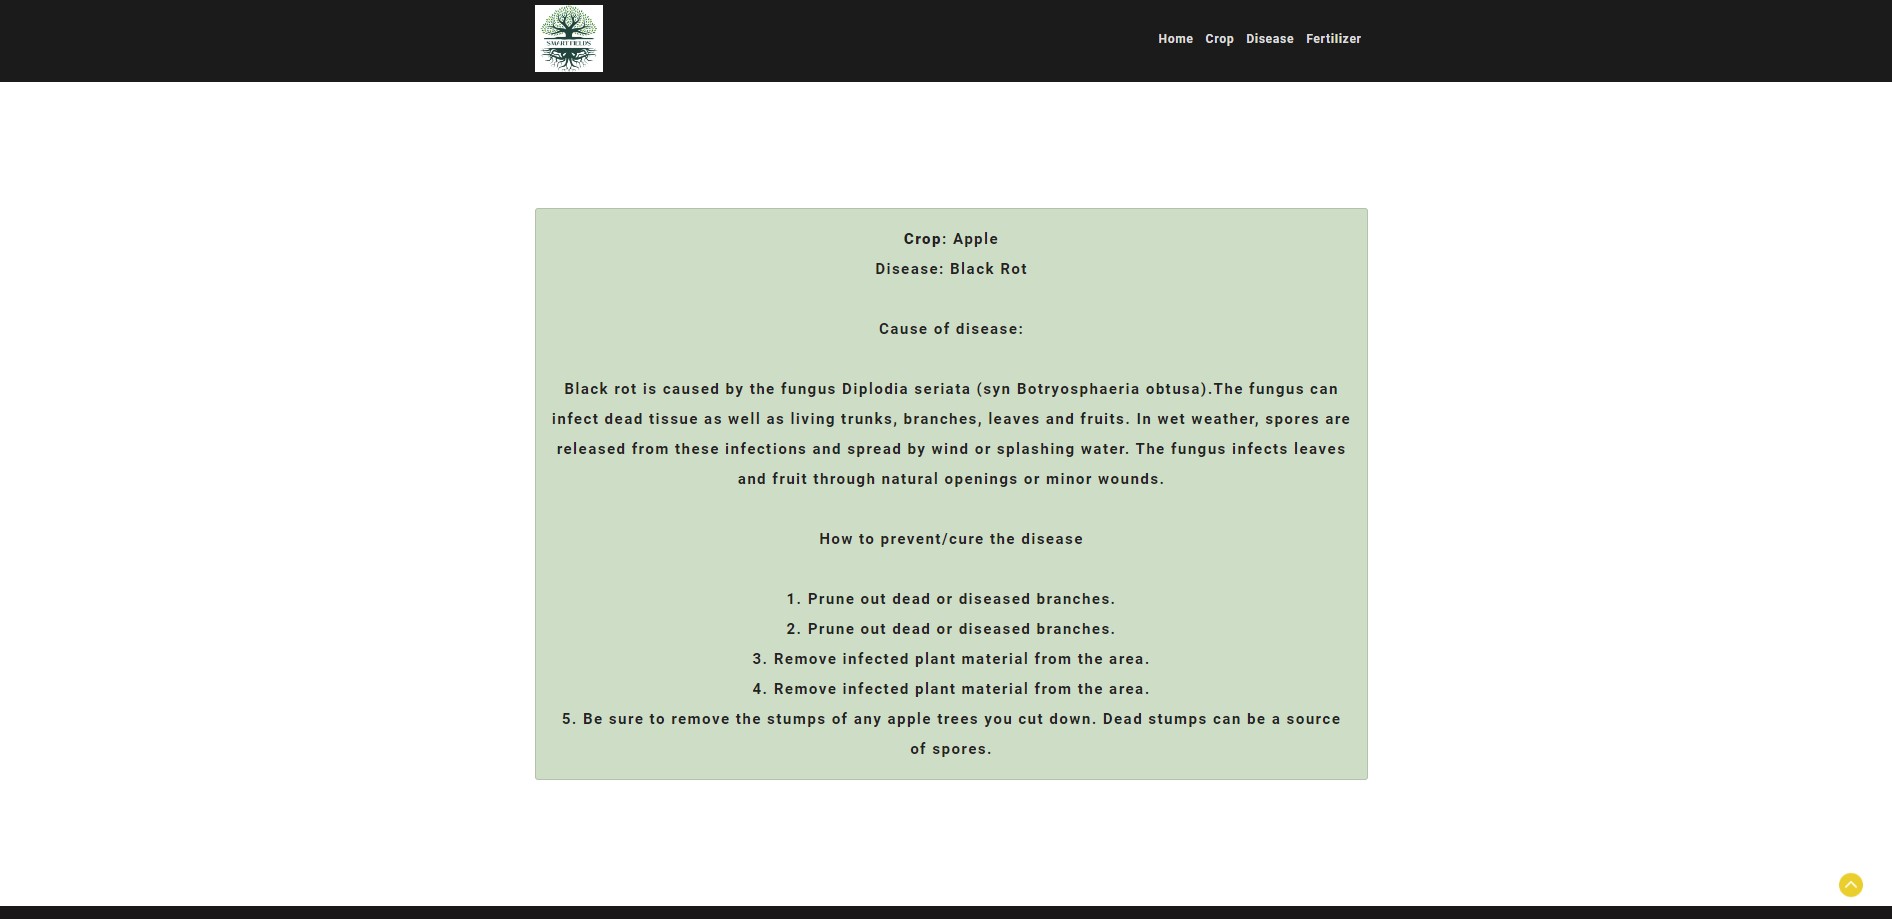 SMART FIELDS
Home Crop Disease Fertilizer
Crop: Apple
Disease: Black Rot
Cause of disease:
Black rot is caused by the fungus Diplodia seriata (syn Botryosphaeria obtusa).The fungus can
infect dead tissue as well as living trunks, branches, leaves and fruits. In wet weather, spores are
released from these infections and spread by wind or splashing water. The fungus infects leaves
and fruit through natural openings or minor wounds.
How to prevent/cure the disease
1. Prune out dead or diseased branches.
2. Prune out dead or diseased branches.
3. Remove infected plant material from the area.
4. Remove infected plant material from the area.
5. Be sure to remove the stumps of any apple trees you cut down. Dead stumps can be a source
of spores.